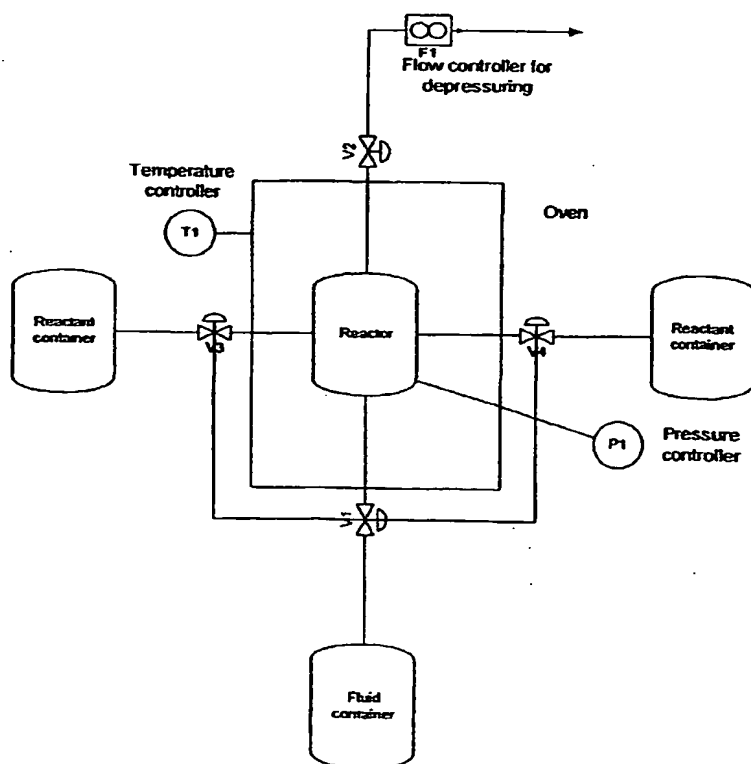 F1
Flow controller for
depressuring
V2
Temperature
controller
T1
Oven
Reactant
container
V3
Reactor
V4
Reactant
container
P1
Pressure
controller
V1
Fluid
container